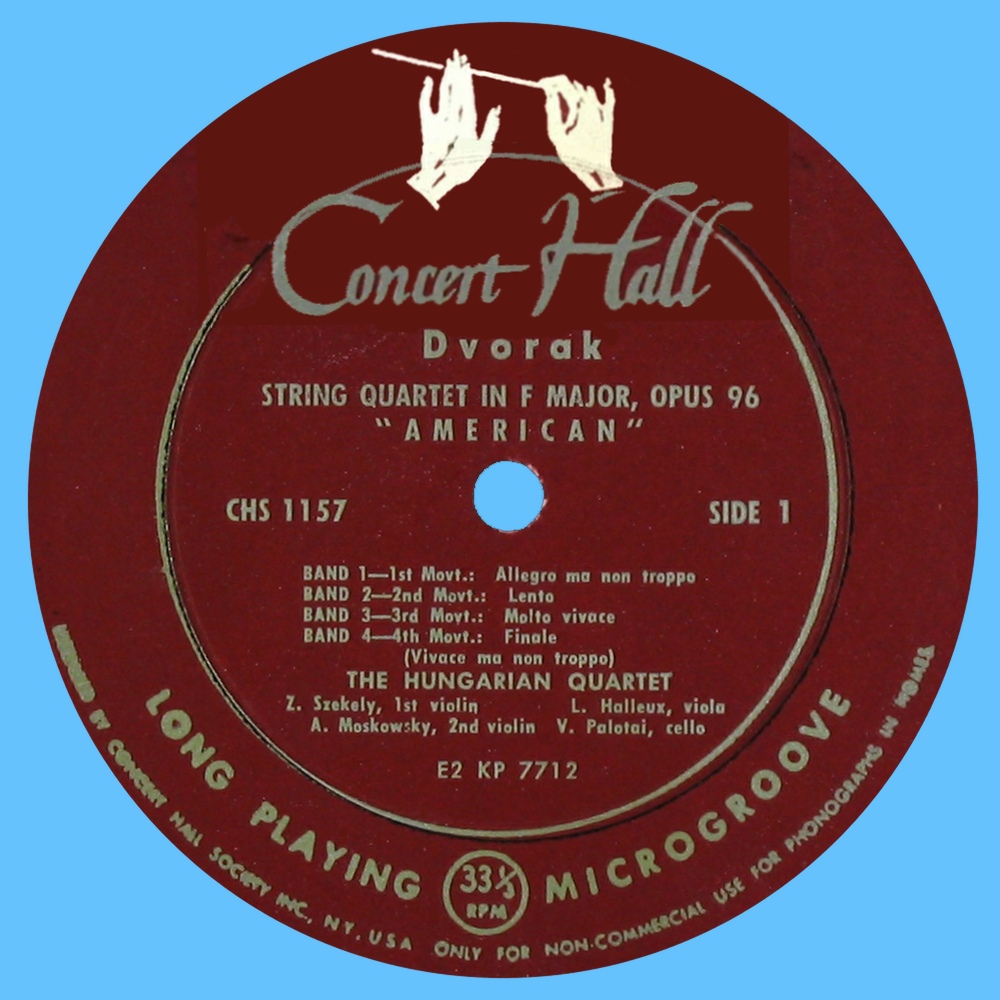 Concert Hall
Dvorak
STRING QUARTET IN F MAJOR, OPUS 96
"AMERICAN"
CHS 1157
SIDE 1
BAND 1—1st Movt.: Allegro ma non troppo
BAND 2—2nd Movt.: Lento
BAND 3—3rd Movt.: Molto vivace
BAND 4—4th Movt.: Finale
(Vivace ma non troppo)
THE HUNGARIAN QUARTET
Z. Szekely, 1st violin L. Halleux, viola
A. Moskowsky, 2nd violin V. Palotai, cello
E2 KP 7712
LONG PLAYING 33⅓ RPM MICROGROOVE
BY CONCERT HALL SOCIETY INC., NY, USA ONLY FOR NON-COMMERCIAL USE FOR PHONOGRAPHS IN HOMES